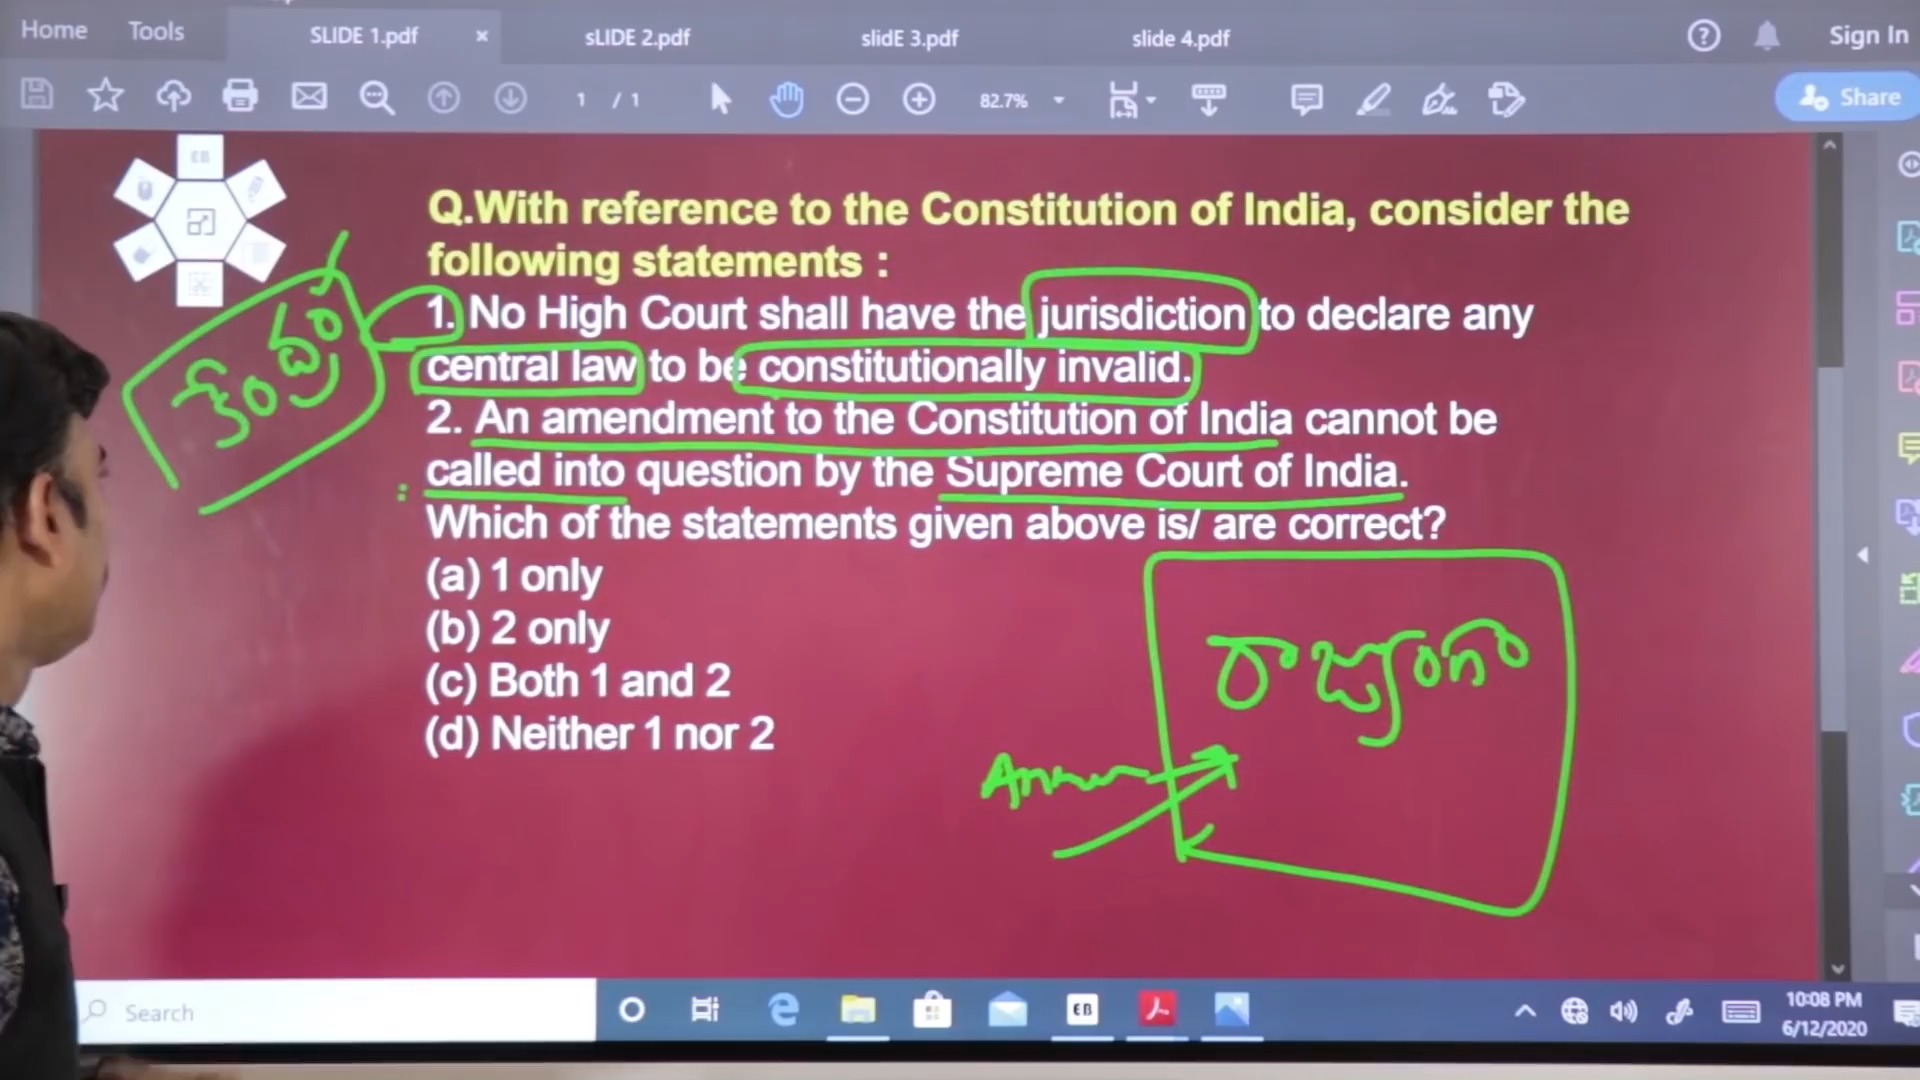 Home Tools SLIDE 1.pdf × sLIDE 2.pdf slidE 3.pdf slide 4.pdf Sign In
1 / 1 82.7% Share
EB
Q.With reference to the Constitution of India, consider the
following statements :
1. No High Court shall have the jurisdiction to declare any
central law to be constitutionally invalid.
2. An amendment to the Constitution of India cannot be
called into question by the Supreme Court of India.
Which of the statements given above is/ are correct?
(a) 1 only
(b) 2 only
(c) Both 1 and 2
(d) Neither 1 nor 2
కేంద్రం
రాజ్యాంగం
Answer
Search
EB
10:08 PM
6/12/2020